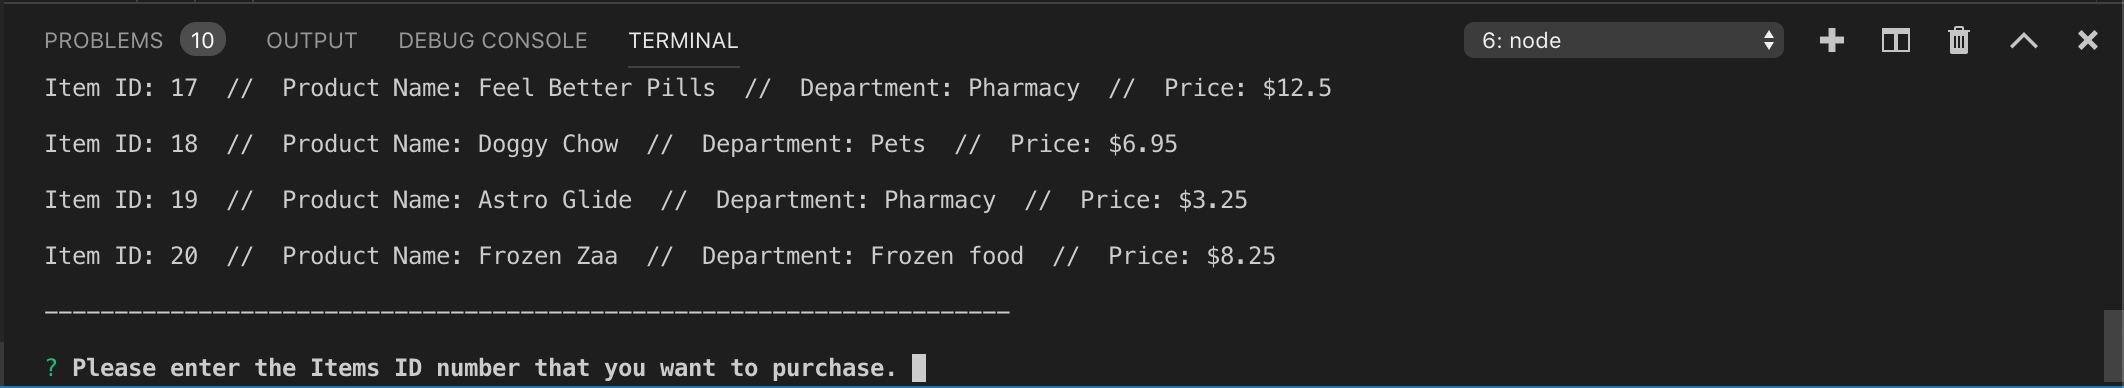 PROBLEMS 10 OUTPUT DEBUG CONSOLE TERMINAL 6: node
Item ID: 17  //  Product Name: Feel Better Pills  //  Department: Pharmacy  //  Price: $12.5
Item ID: 18  //  Product Name: Doggy Chow  //  Department: Pets  //  Price: $6.95
Item ID: 19  //  Product Name: Astro Glide  //  Department: Pharmacy  //  Price: $3.25
Item ID: 20  //  Product Name: Frozen Zaa  //  Department: Frozen food  //  Price: $8.25
---------------------------------------------------------------------
? Please enter the Items ID number that you want to purchase.